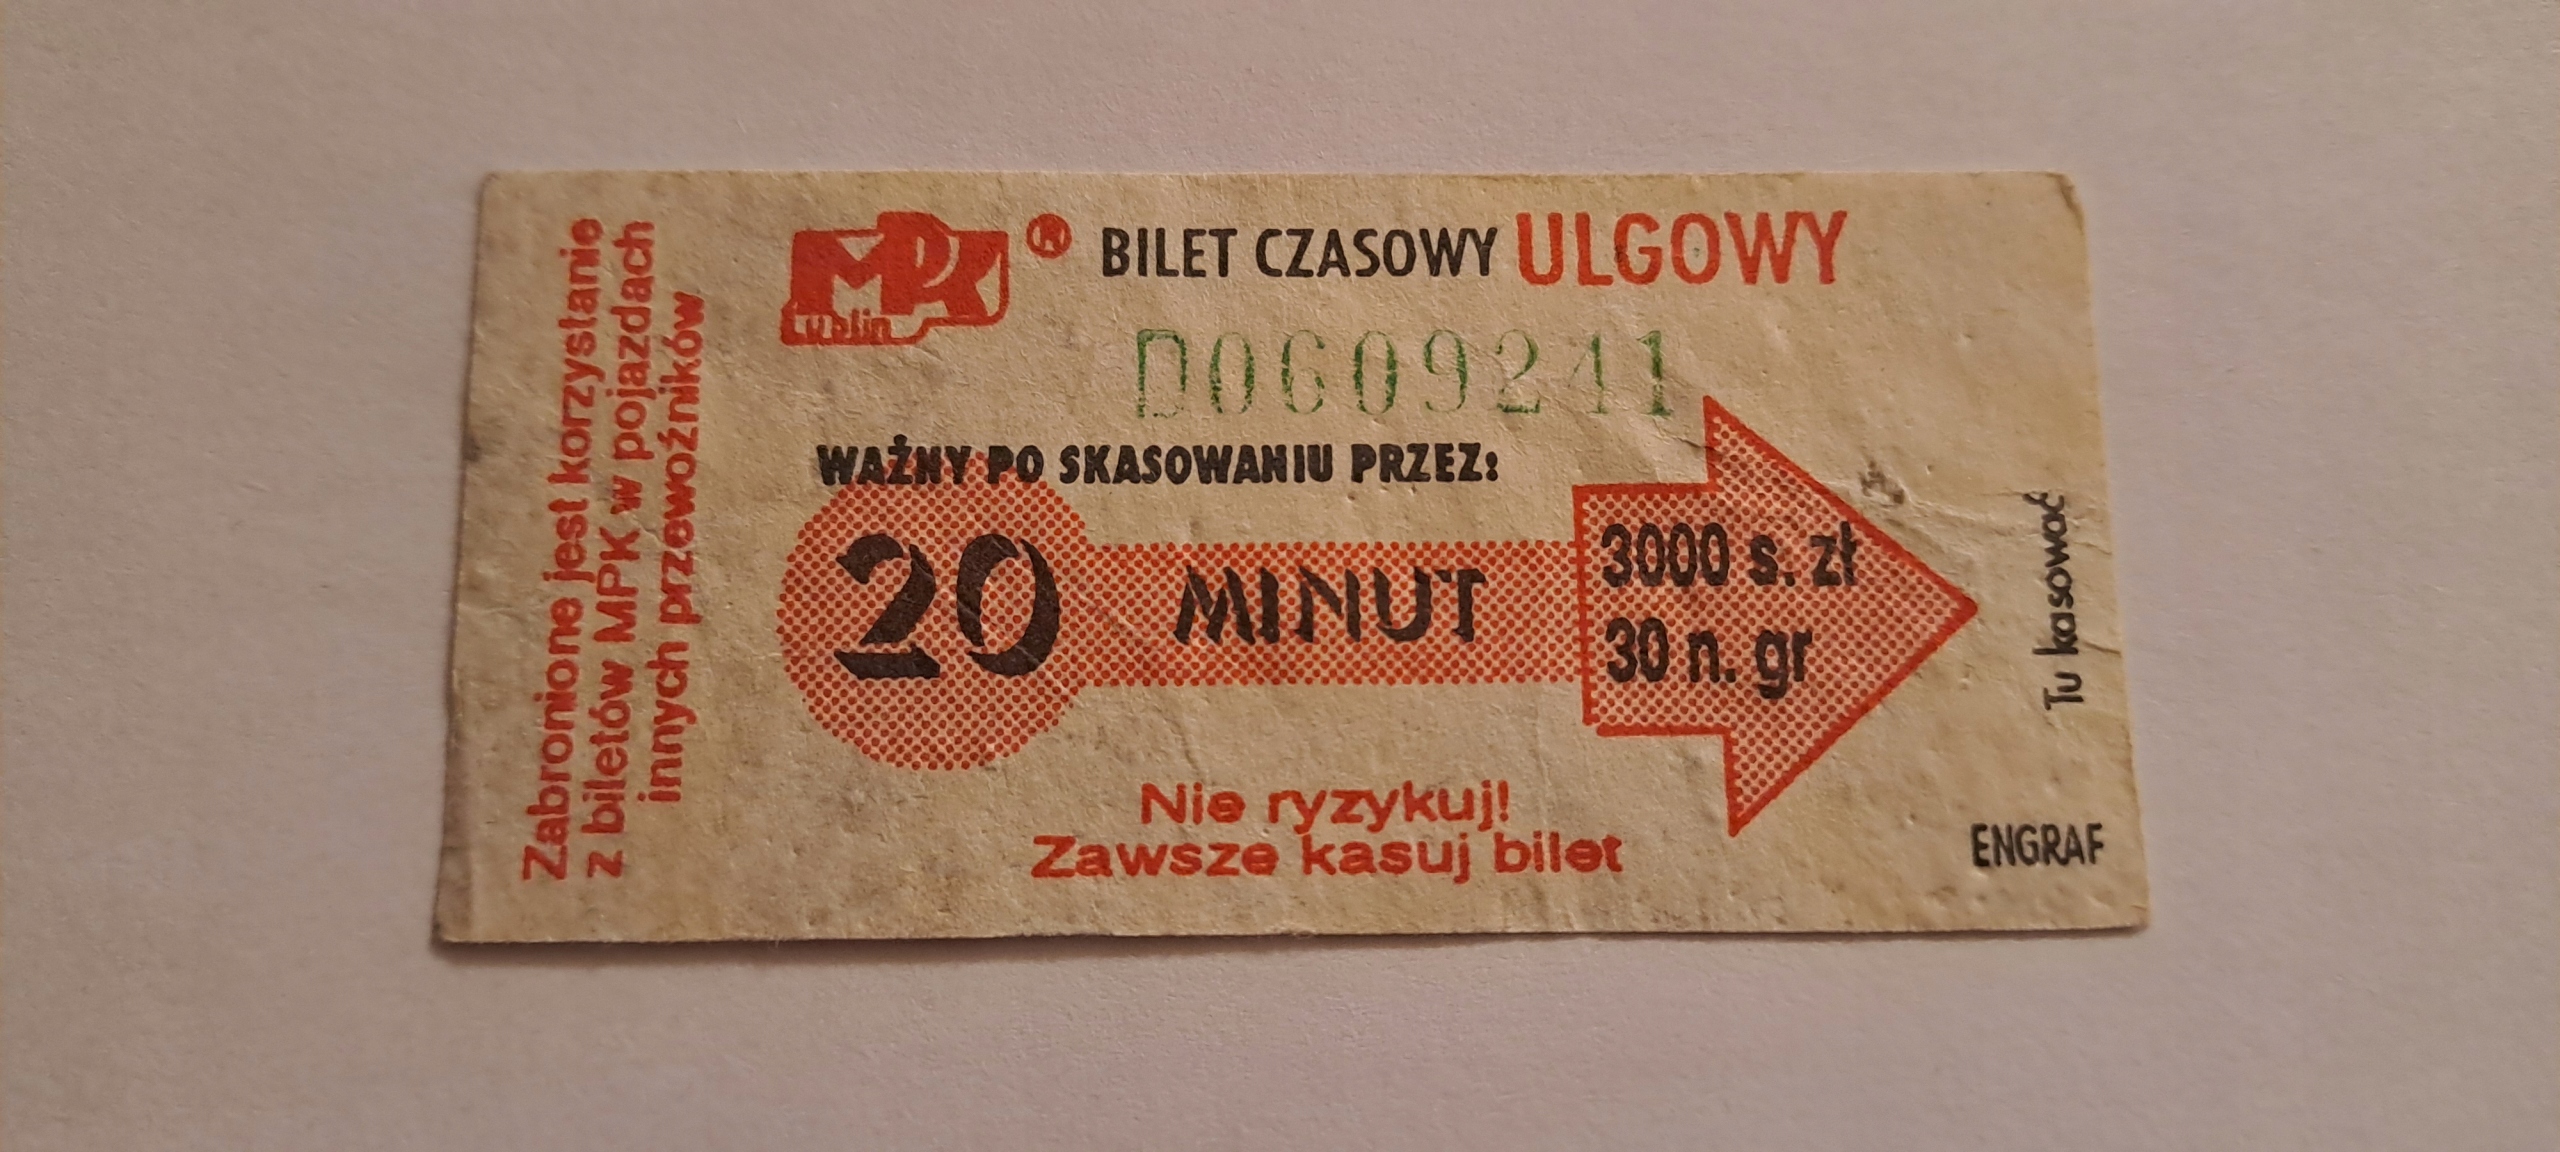 Zabronione jest korzystanie
z biletów MPK w pojazdach
innych przewoźników
MPK
Lublin
®
BILET CZASOWY ULGOWY
D0609241
WAŻNY PO SKASOWANIU PRZEZ:
20 MINUT
3000 s. zł
30 n. gr
Nie ryzykuj!
Zawsze kasuj bilet
Tu kasować
ENGRAF